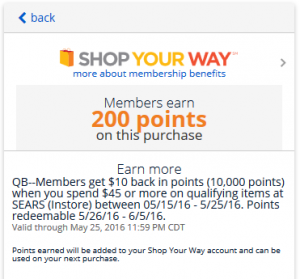 ‹ back
SHOP YOUR WAY
more about membership benefits
Members earn
200 points
on this purchase
Earn more
QB--Members get $10 back in points (10,000 points)
when you spend $45 or more on qualifying items at
SEARS (Instore) between 05/15/16 - 5/25/16. Points
redeemable 5/26/16 - 6/5/16.
Valid through May 25, 2016 11:59 PM CDT
Points earned will be added to your Shop Your Way account and can be
used on your next purchase.